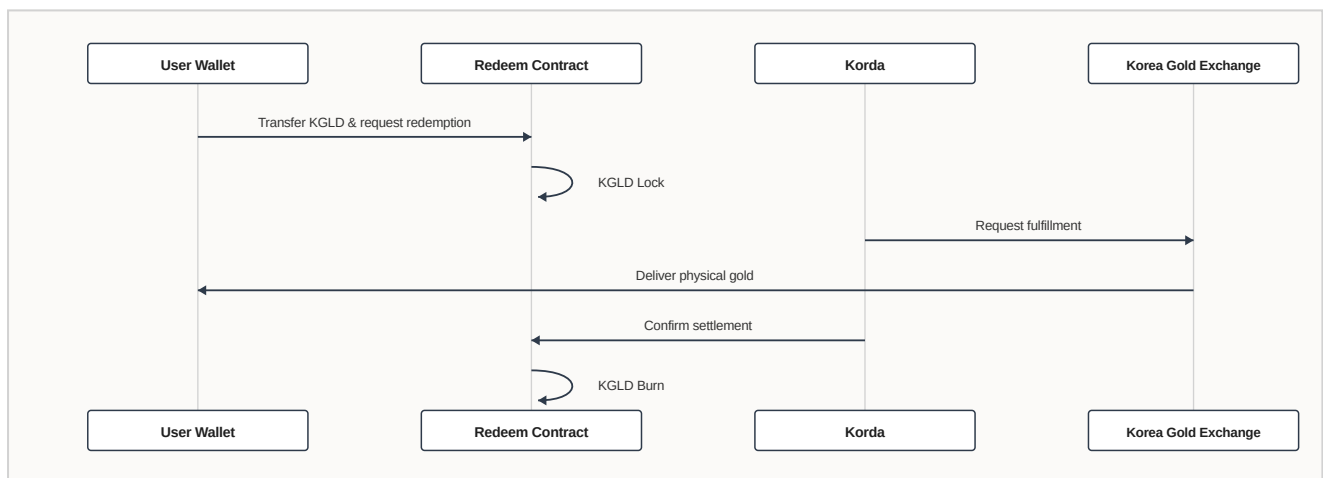 User Wallet
Redeem Contract
Korda
Korea Gold Exchange
Transfer KGLD & request redemption
KGLD Lock
Request fulfillment
Deliver physical gold
Confirm settlement
KGLD Burn
User Wallet
Redeem Contract
Korda
Korea Gold Exchange